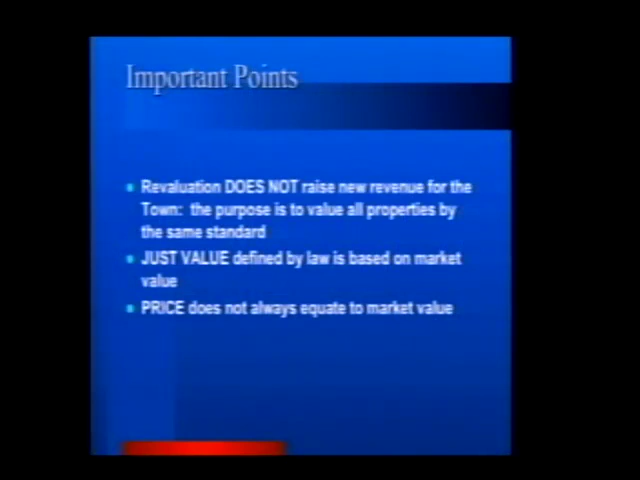 Important Points
Revaluation DOES NOT raise new revenue for the
Town: the purpose is to value all properties by
the same standard
JUST VALUE defined by law is based on market
value
PRICE does not always equate to market value